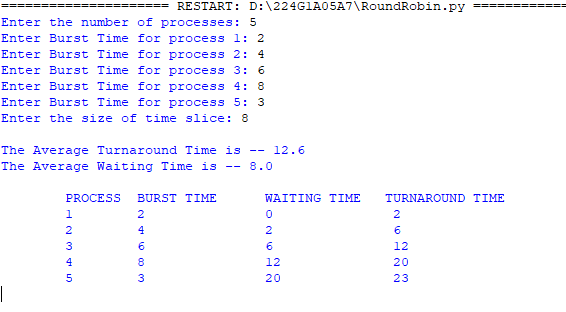 ===================== RESTART: D:\224G1A05A7\RoundRobin.py ============
Enter the number of processes: 5
Enter Burst Time for process 1: 2
Enter Burst Time for process 2: 4
Enter Burst Time for process 3: 6
Enter Burst Time for process 4: 8
Enter Burst Time for process 5: 3
Enter the size of time slice: 8
The Average Turnaround Time is -- 12.6
The Average Waiting Time is -- 8.0
PROCESS BURST TIME WAITING TIME TURNAROUND TIME
1 2 0 2
2 4 2 6
3 6 6 12
4 8 12 20
5 3 20 23